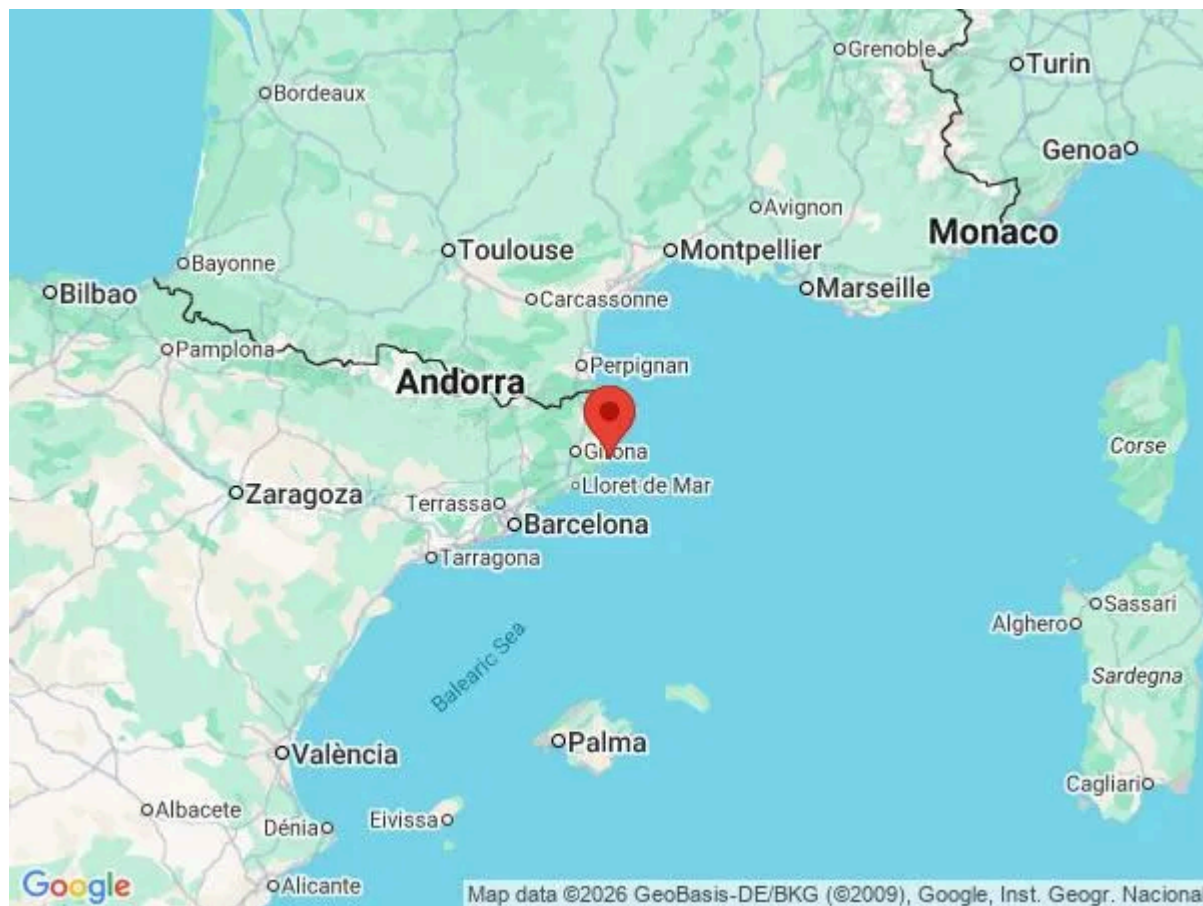 Grenoble
Turin
Bordeaux
Genoa
Avignon
Monaco
Toulouse
Montpellier
Bayonne
Marseille
Bilbao
Carcassonne
Pamplona
Perpignan
Andorra
Corse
Girona
Lloret de Mar
Zaragoza
Terrassa
Barcelona
Tarragona
Sassari
Alghero
Balearic Sea
Sardegna
Palma
València
Cagliari
Albacete
Eivissa
Dénia
Alicante
Google
Map data ©2026 GeoBasis-DE/BKG (©2009), Google, Inst. Geogr. Nacional